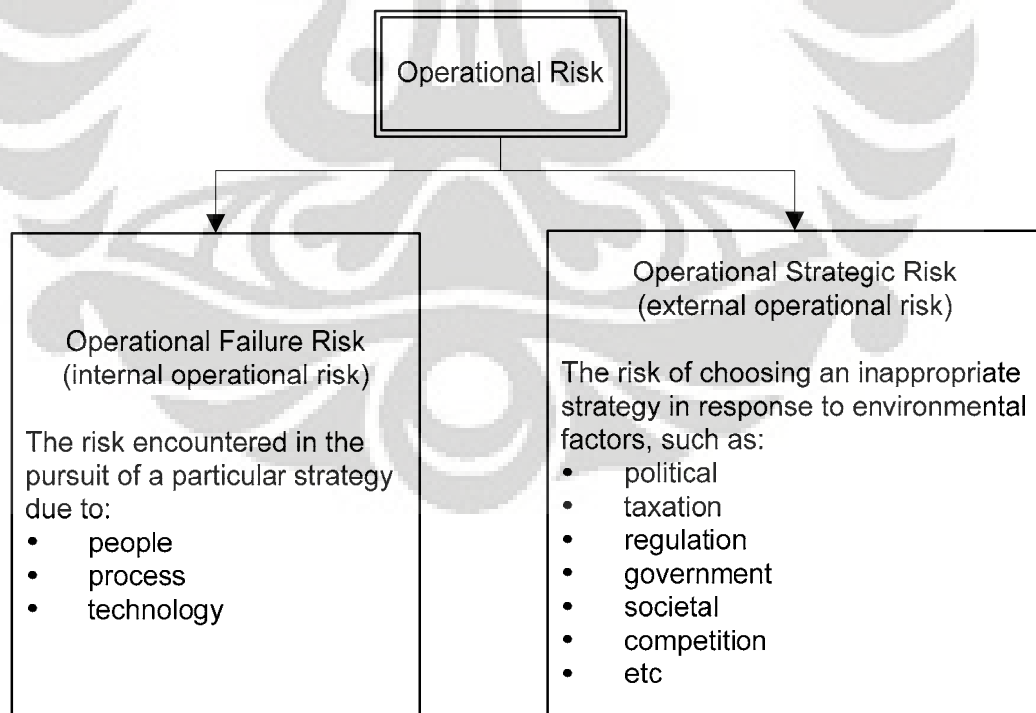 Operational Risk
Operational Failure Risk
(internal operational risk)
The risk encountered in the
pursuit of a particular strategy
due to:
• people
• process
• technology
Operational Strategic Risk
(external operational risk)
The risk of choosing an inappropriate
strategy in response to environmental
factors, such as:
• political
• taxation
• regulation
• government
• societal
• competition
• etc